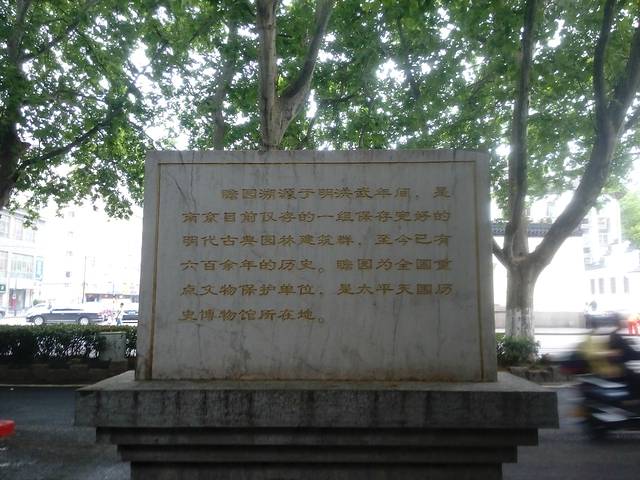 瞻园溯源于明洪武年间，是
南京目前仅存的一组保存完好的
明代古典园林建筑群，至今已有
六百余年的历史。瞻园为全国重
点文物保护单位，是太平天国历
史博物馆所在地。